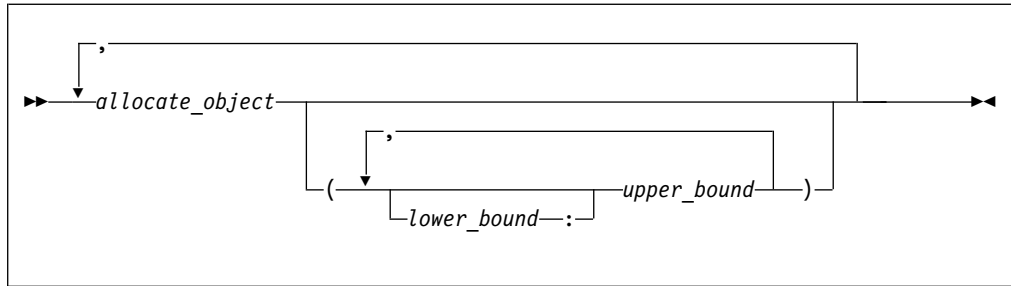 ,
allocate_object
,
( upper_bound )
lower_bound :